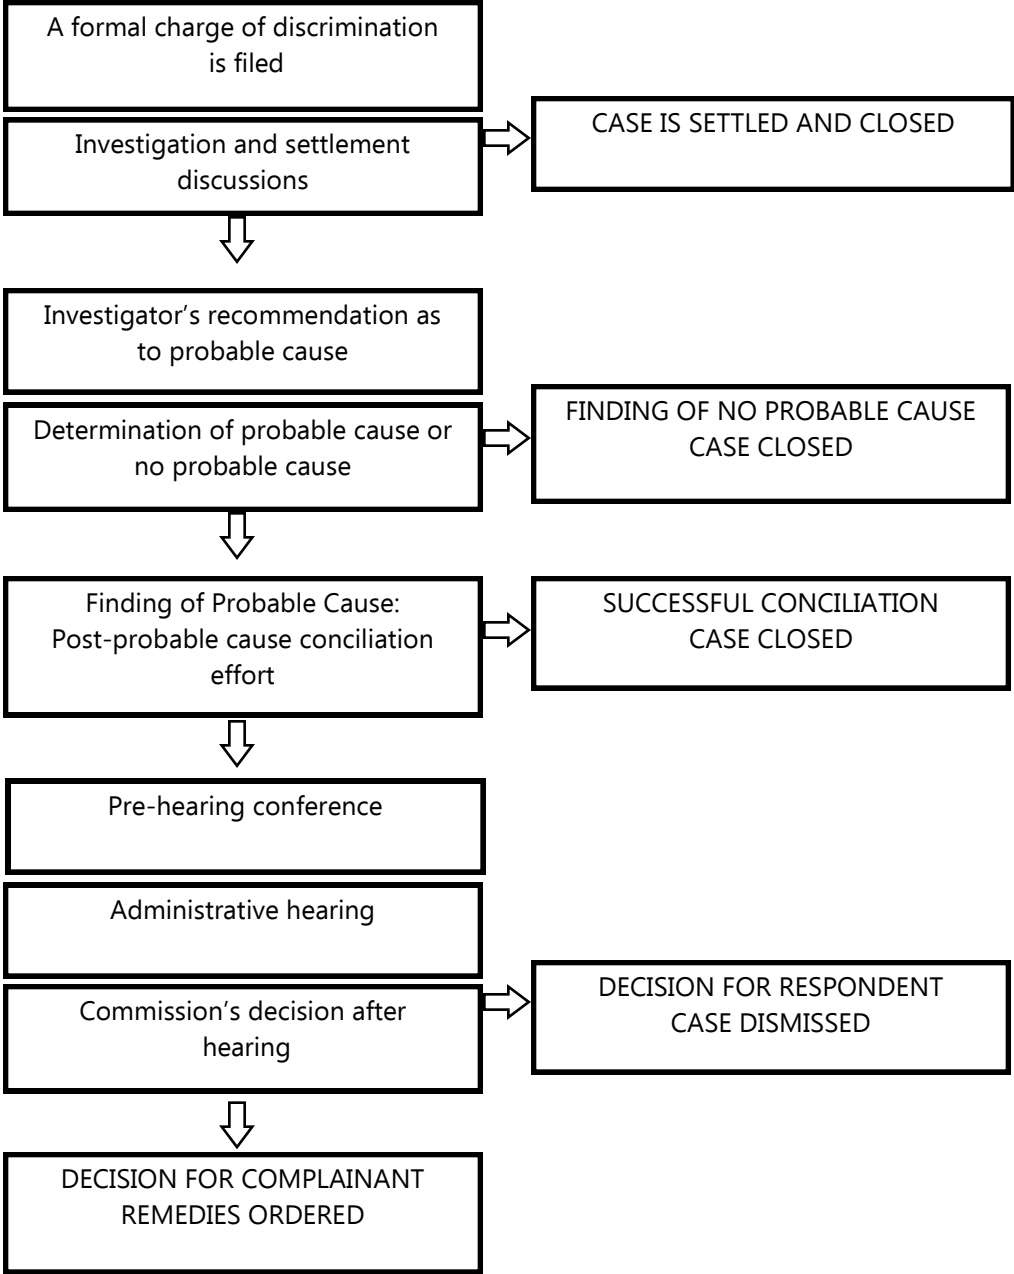 A formal charge of discrimination
is filed
Investigation and settlement
discussions
CASE IS SETTLED AND CLOSED
Investigator’s recommendation as
to probable cause
Determination of probable cause or
no probable cause
FINDING OF NO PROBABLE CAUSE
CASE CLOSED
Finding of Probable Cause:
Post-probable cause conciliation
effort
SUCCESSFUL CONCILIATION
CASE CLOSED
Pre-hearing conference
Administrative hearing
Commission’s decision after
hearing
DECISION FOR RESPONDENT
CASE DISMISSED
DECISION FOR COMPLAINANT
REMEDIES ORDERED